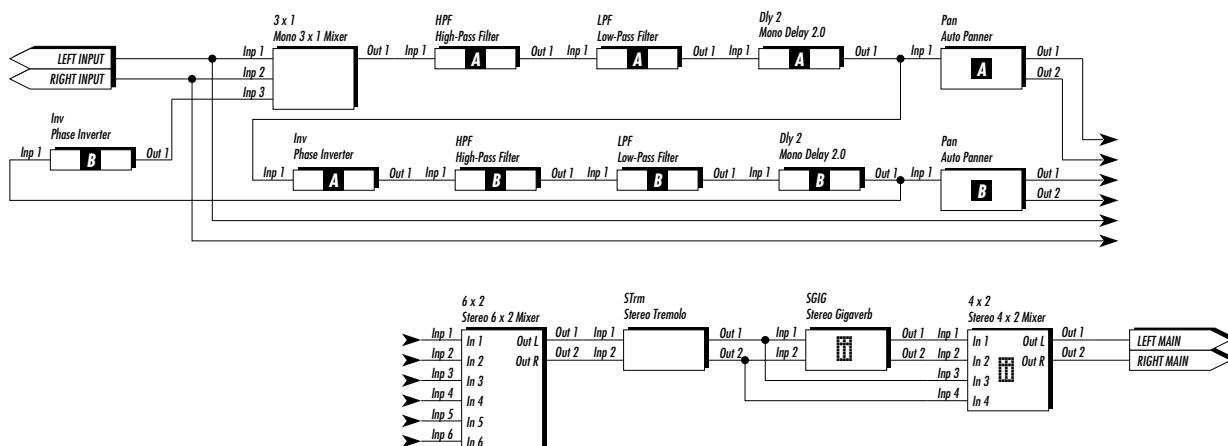 3 x 1
Mono 3 x 1 Mixer
HPF
High-Pass Filter
LPF
Low-Pass Filter
Dly 2
Mono Delay 2.0
Pan
Auto Panner
LEFT INPUT
RIGHT INPUT
Inp 1
Inp 2
Inp 3
Out 1
Inp 1
A
Out 1
Inp 1
A
Out 1
Inp 1
A
Out 1
Inp 1
A
Out 1
Out 2
Inv
Phase Inverter
Inp 1
B
Out 1
Inv
Phase Inverter
HPF
High-Pass Filter
LPF
Low-Pass Filter
Dly 2
Mono Delay 2.0
Pan
Auto Panner
Inp 1
A
Out 1
Inp 1
B
Out 1
Inp 1
B
Out 1
Inp 1
B
Out 1
Inp 1
B
Out 1
Out 2
6 x 2
Stereo 6 x 2 Mixer
STrm
Stereo Tremolo
SGIG
Stereo Gigaverb
4 x 2
Stereo 4 x 2 Mixer
Inp 1
Inp 2
Inp 3
Inp 4
Inp 5
Inp 6
In 1
In 2
In 3
In 4
In 5
In 6
Out L
Out R
Out 1
Out 2
Inp 1
Inp 2
Out 1
Out 2
Inp 1
Inp 2
Out 1
Out 2
Inp 1
Inp 2
Inp 3
Inp 4
In 1
In 2
In 3
In 4
Out L
Out R
Out 1
Out 2
LEFT MAIN
RIGHT MAIN